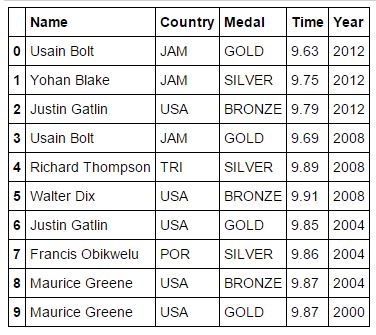 Name Country Medal Time Year
0 Usain Bolt JAM GOLD 9.63 2012
1 Yohan Blake JAM SILVER 9.75 2012
2 Justin Gatlin USA BRONZE 9.79 2012
3 Usain Bolt JAM GOLD 9.69 2008
4 Richard Thompson TRI SILVER 9.89 2008
5 Walter Dix USA BRONZE 9.91 2008
6 Justin Gatlin USA GOLD 9.85 2004
7 Francis Obikwelu POR SILVER 9.86 2004
8 Maurice Greene USA BRONZE 9.87 2004
9 Maurice Greene USA GOLD 9.87 2000